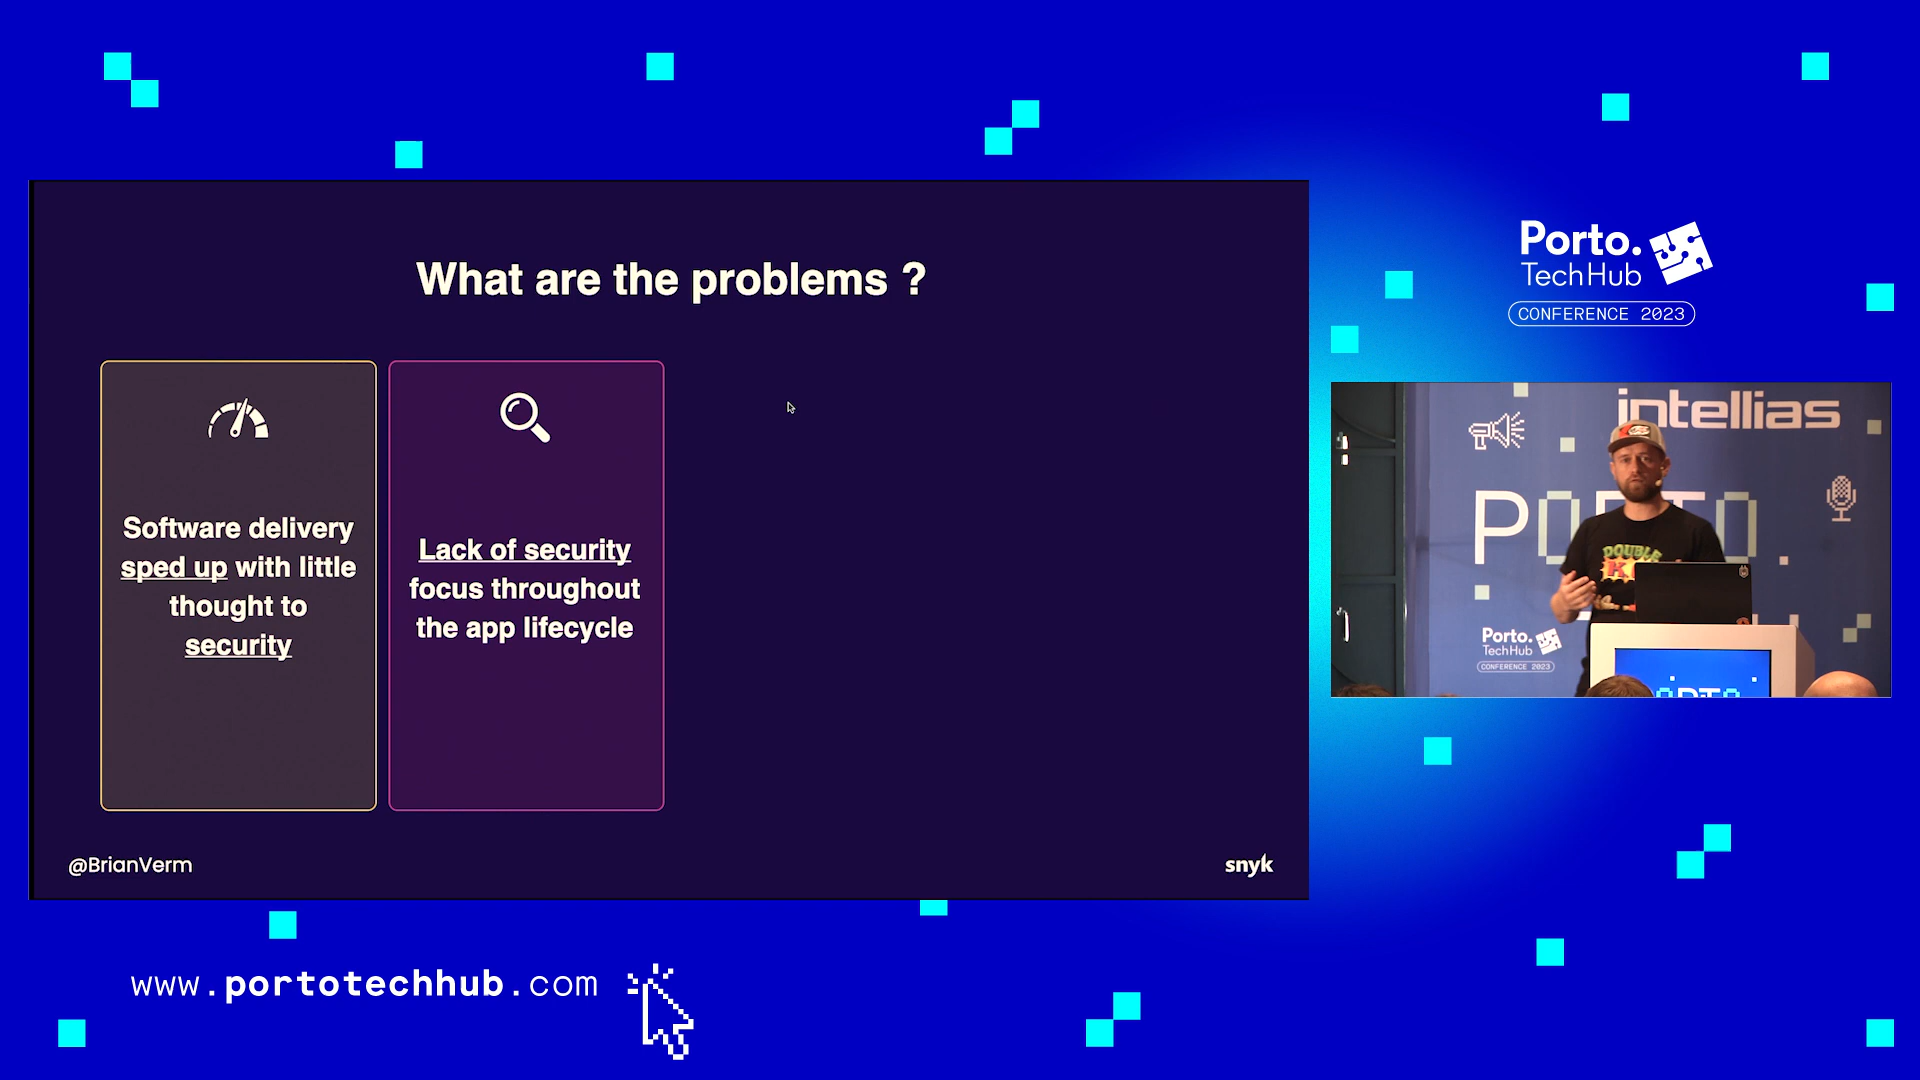 What are the problems ?
Software delivery
sped up with little
thought to
security
Lack of security
focus throughout
the app lifecycle
@BrianVerm
snyk
Porto.
TechHub
CONFERENCE 2023
intellias
DOUBLE
Porto.
TechHub
CONFERENCE 2023
www.portotechhub.com